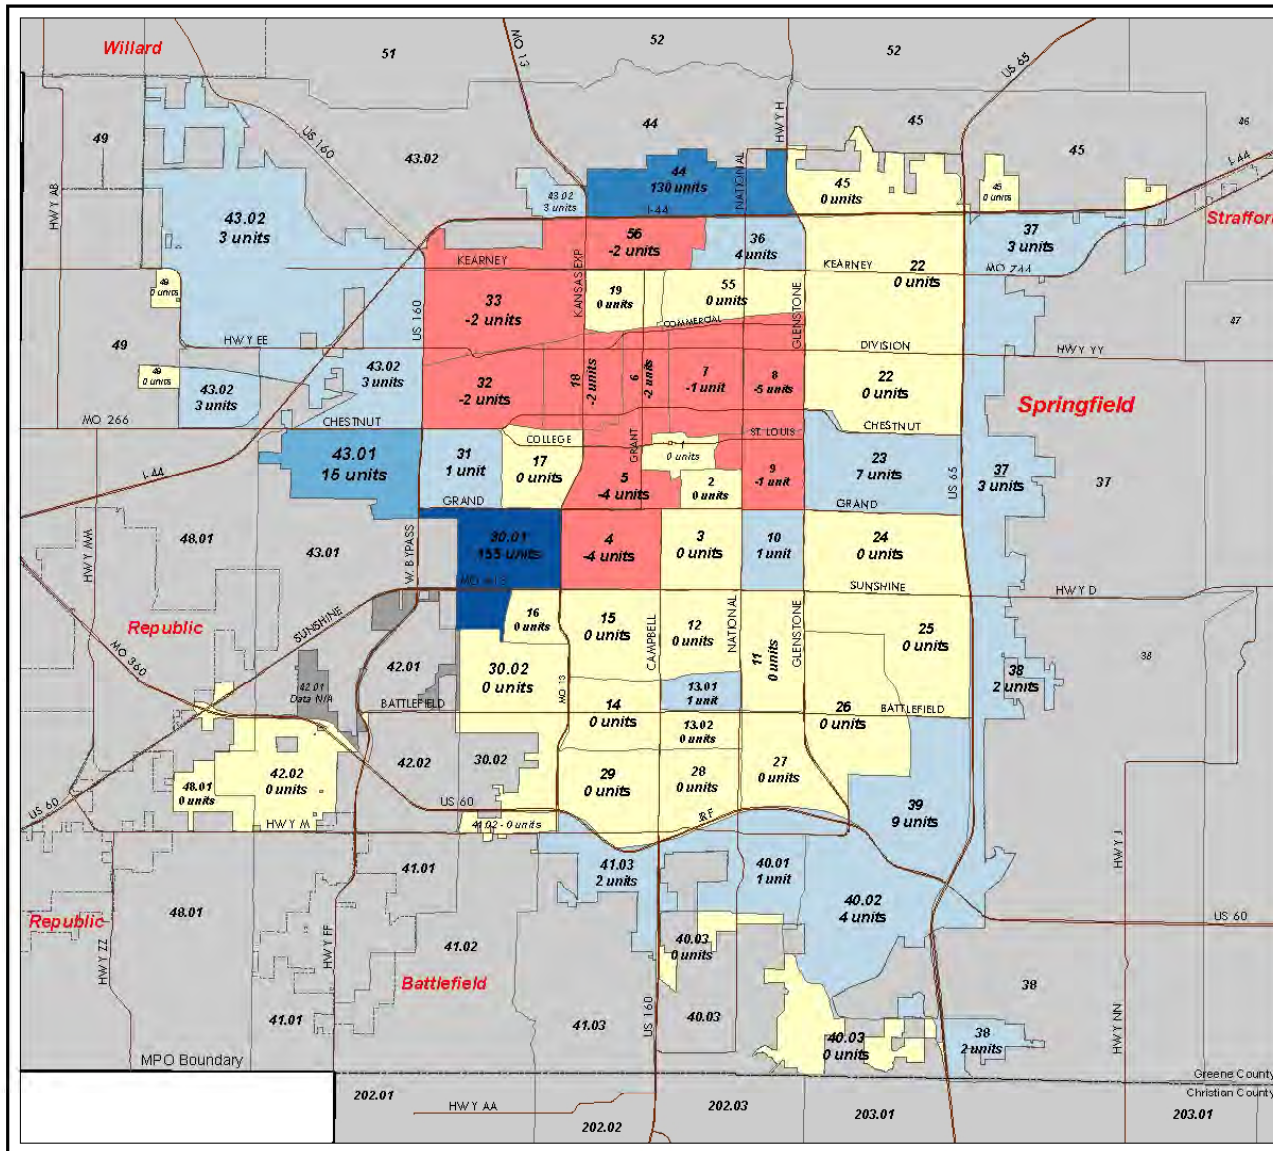 Willard
51
52
52
MO 13
US 65
HWY H
44
45
46
49
49
US 160
43.02
45
I-44
HWY AB
44
130 units
NATIONAL
45
0 units
45
0 units
43.02
3 units
43.02
3 units
I-44
Strafford
56
-2 units
36
4 units
37
3 units
KEARNEY
KANSAS EXP
KEARNEY
22
0 units
MO 744
49
0 units
33
-2 units
19
0 units
55
0 units
US 160
COMMERCIAL
GLENSTONE
47
49
HWY EE
DIVISION
HWY YY
43.02
3 units
18
-2 units
6
-2 units
7
-1 unit
8
-5 units
22
0 units
49
0 units
43.02
3 units
32
-2 units
Springfield
MO 266
CHESTNUT
CHESTNUT
COLLEGE
GRANT
ST. LOUIS
1
0 units
43.01
16 units
31
1 unit
17
0 units
23
7 units
I-44
5
-4 units
2
0 units
9
-1 unit
US 65
37
3 units
37
GRAND
GRAND
48.01
43.01
HWY MM
W. BYPASS
30.01
155 units
4
-4 units
3
0 units
10
1 unit
24
0 units
SUNSHINE
HWY D
Republic
SUNSHINE
16
0 units
15
0 units
12
0 units
NATIONAL
11
0 units
GLENSTONE
25
0 units
MO 360
42.01
30.02
0 units
CAMPBELL
38
42.01
Data N/A
13.01
1 unit
38
2 units
BATTLEFIELD
MO 13
14
0 units
26
0 units
BATTLEFIELD
13.02
0 units
42.02
30.02
48.01
0 units
42.02
0 units
29
0 units
28
0 units
27
0 units
US 60
US 60
39
9 units
HWY M
41.02 - 0 units
JRF
HWY J
41.01
41.03
2 units
40.01
1 unit
40.02
4 units
Republic
48.01
US 60
HWY ZZ
HWY FF
41.02
40.03
0 units
Battlefield
38
41.01
41.03
US 160
40.03
HWY NN
40.03
0 units
38
2 units
MPO Boundary
Greene County
Christian County
202.01
HWY AA
202.02
202.03
203.01
203.01